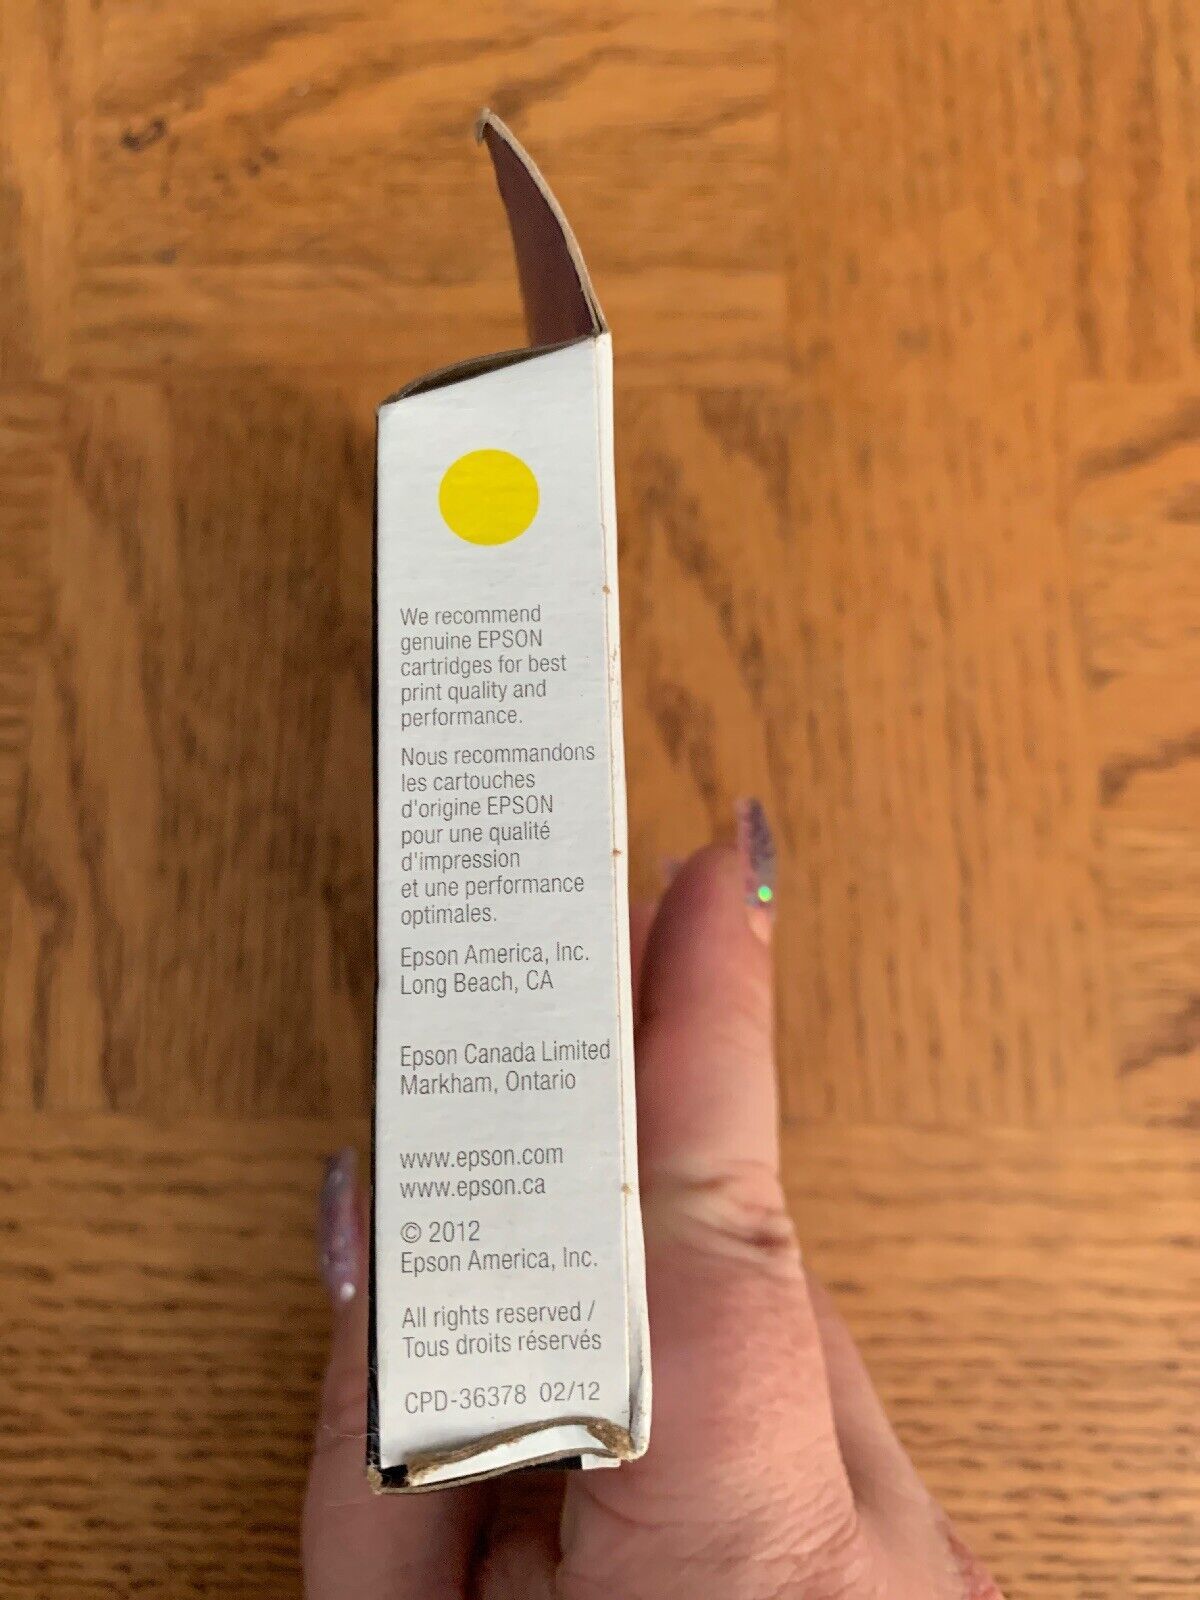 We recommend
genuine EPSON
cartridges for best
print quality and
performance.
Nous recommandons
les cartouches
d'origine EPSON
pour une qualité
d'impression
et une performance
optimales.
Epson America, Inc.
Long Beach, CA
Epson Canada Limited
Markham, Ontario
www.epson.com
www.epson.ca
© 2012
Epson America, Inc.
All rights reserved /
Tous droits réservés
CPD-36378 02/12